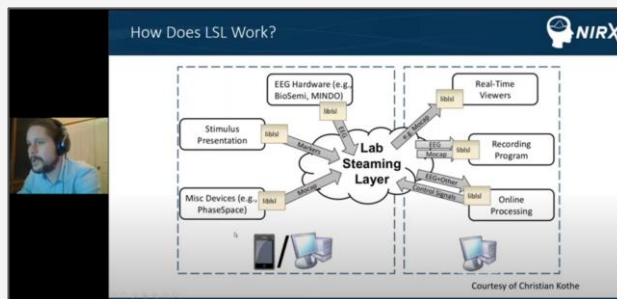 How Does LSL Work?
NIRX
EEG Hardware (e.g.,
BioSemi, MINDO)
liblsl
EEG
Real-Time
Viewers
liblsl
e.g. Mocap
Stimulus
Presentation
liblsl
Markers
Lab
Steaming
Layer
EEG
Mocap
liblsl
Recording
Program
Misc Devices (e.g.,
PhaseSpace)
liblsl
Mocap
EEG+Other
Control Signals
liblsl
Online
Processing
/
Courtesy of Christian Kothe